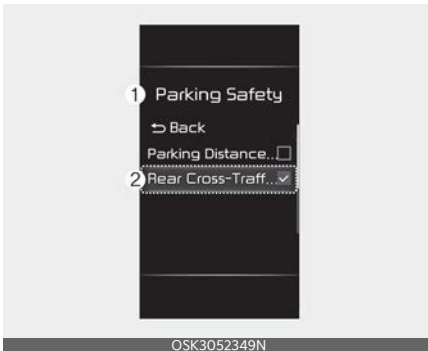 1 Parking Safety
Back
Parking Distance...
2 Rear Cross-Traff...
OSK3052349N